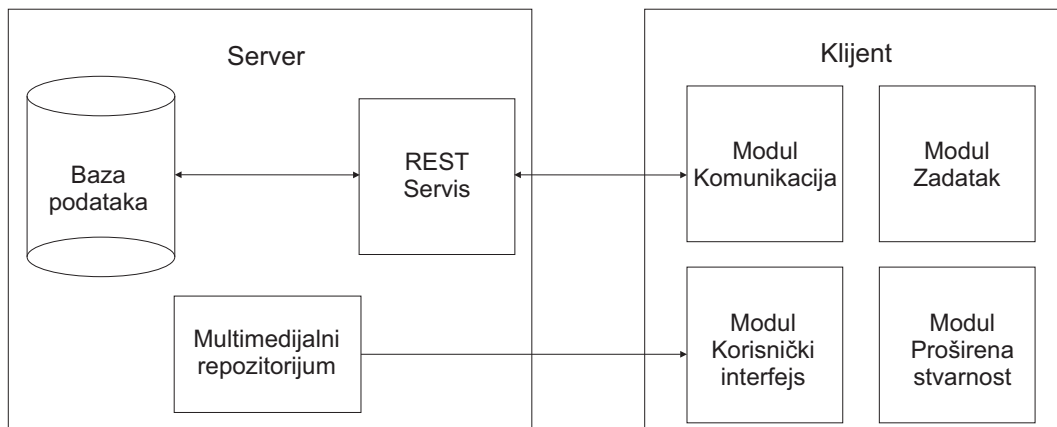 Server
Baza
podataka
REST
Servis
Multimedijalni
repozitorijum
Klijent
Modul
Komunikacija
Modul
Zadatak
Modul
Korisnički
interfejs
Modul
Proširena
stvarnost